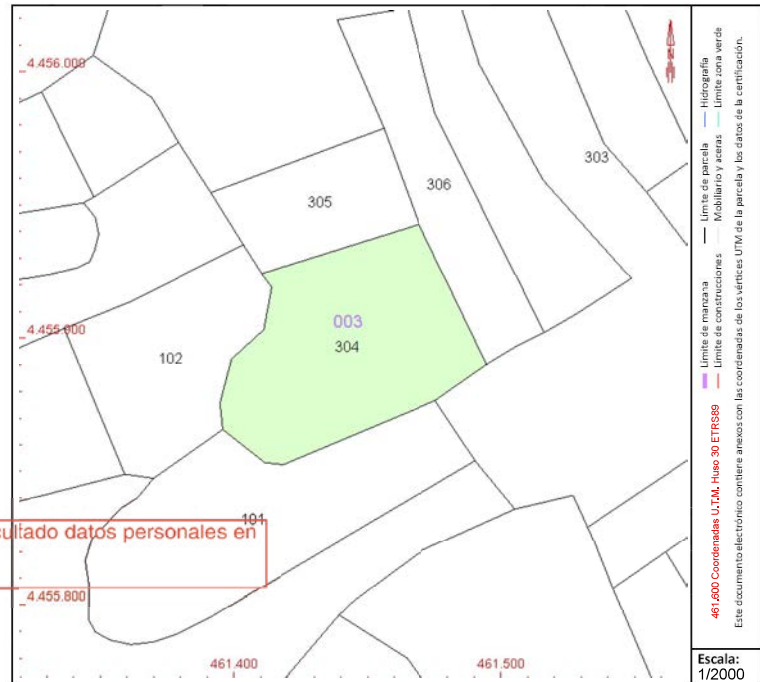 4.456.000
303
305
306
003
304
4.455.900
102
101
cultado datos personales en
4.455.800
461.400
461.500
Límite de manzana
Límite de parcela
Hidrografía
Límite de construcciones
Mobiliario y aceras
Límite zona verde
461,600 Coordenadas U.T.M. Huso 30 ETRS89
Este documento electrónico contiene anexos con las coordenadas de los vértices UTM de la parcela y los datos de la certificación.
Escala:
1/2000